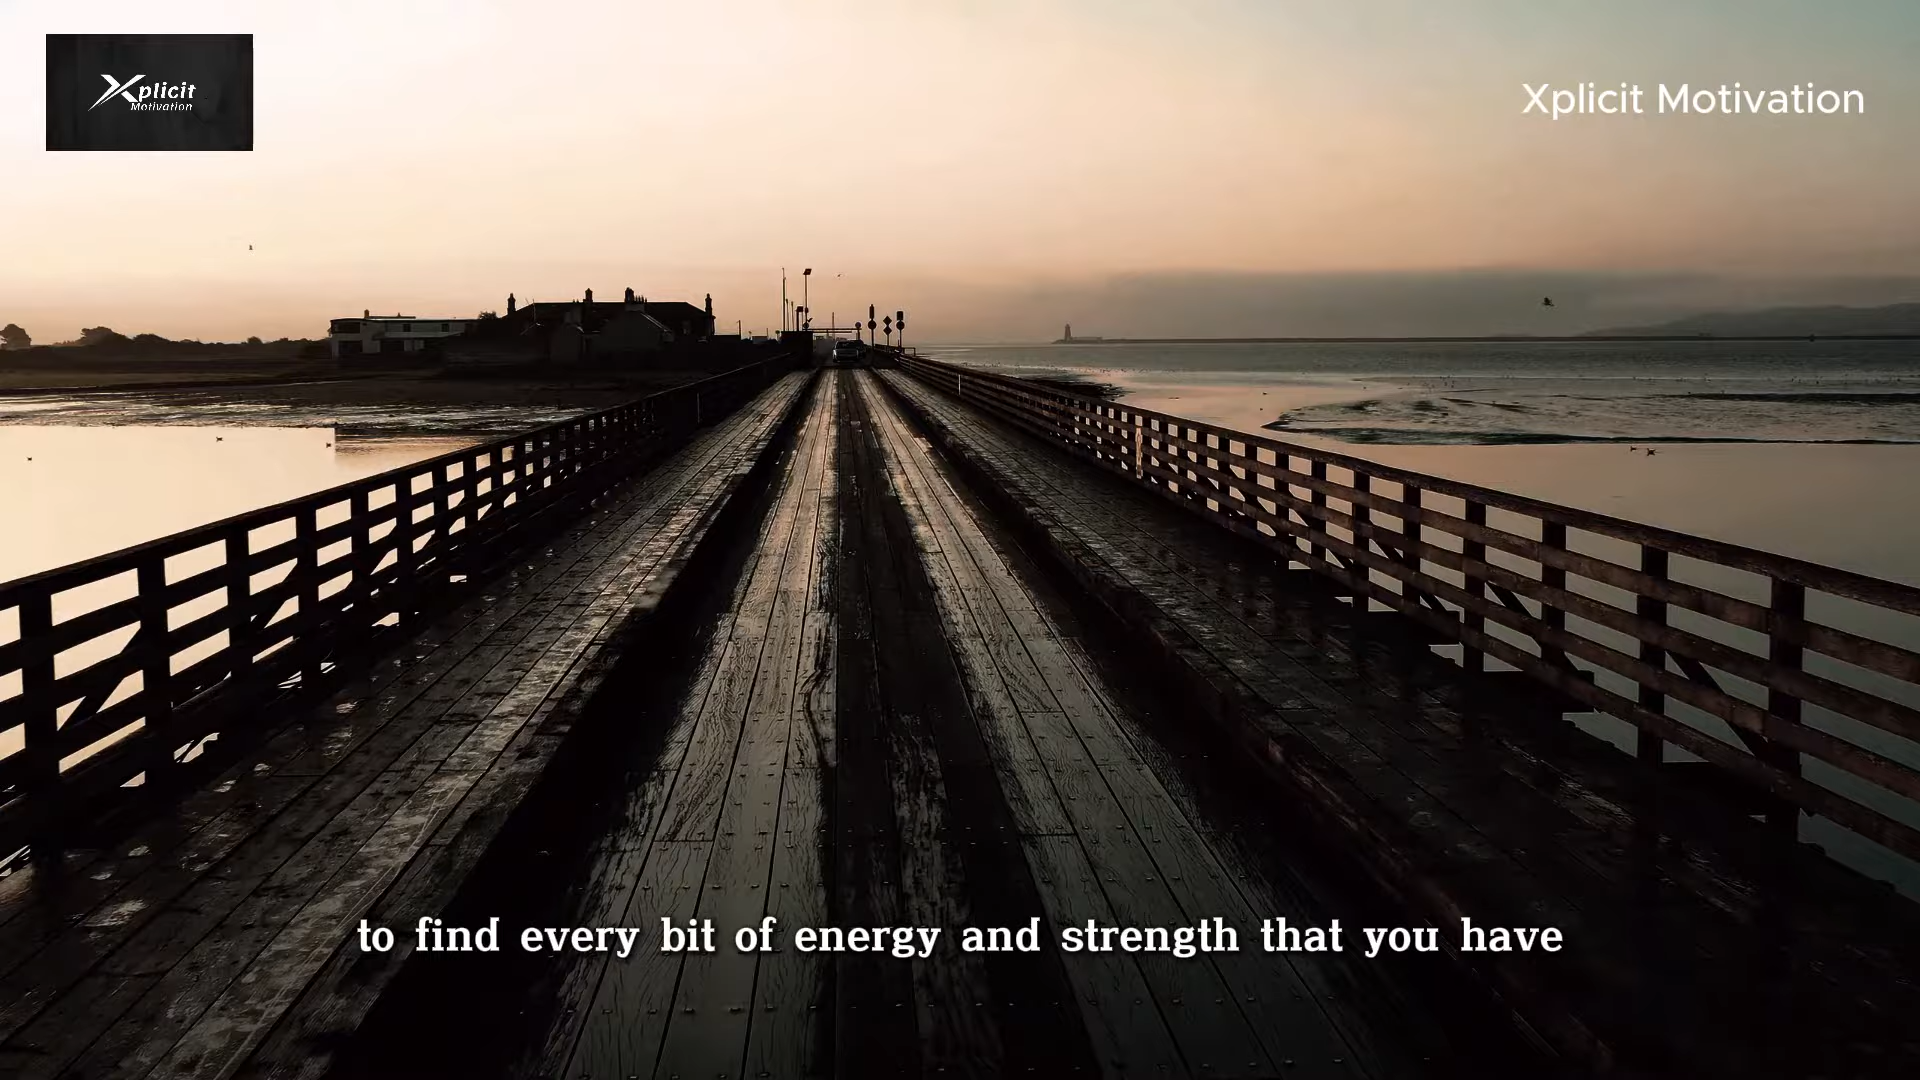 Xplicit
Motivation
Xplicit Motivation
to find every bit of energy and strength that you have